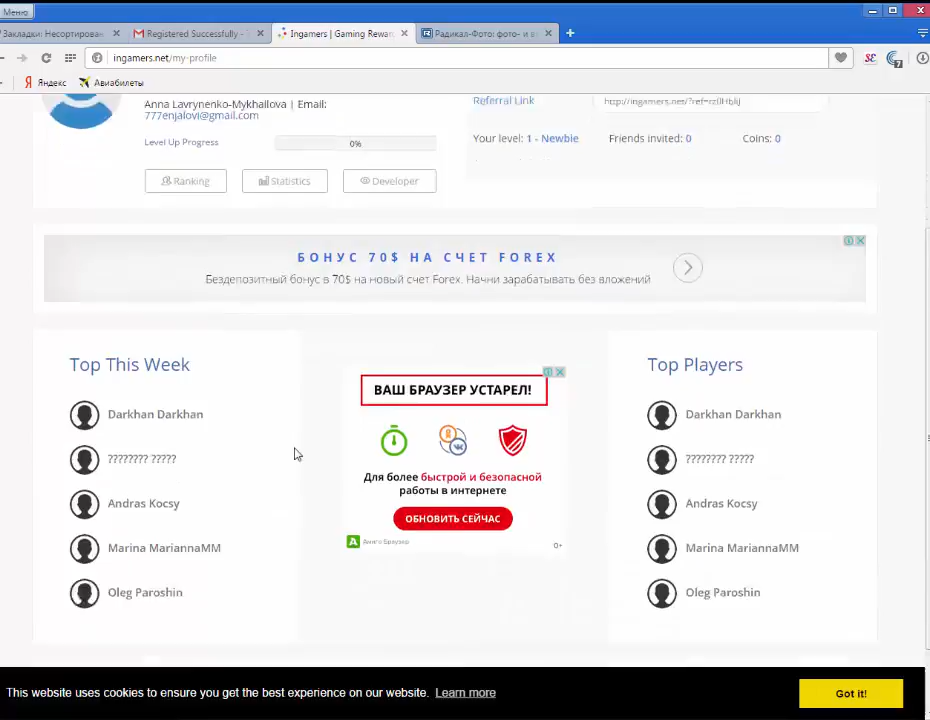 Меню
Закладки: Несортирован
Registered Successfully -
Ingamers | Gaming Rewar
Радикал-Фото: фото- и в
ingamers.net/my-profile
Яндекс
Авиабилеты
Anna Lavrynenko-Mykhailova | Email:
777enjalovi@gmail.com
Level Up Progress
0%
Ranking
Statistics
Developer
Referral Link
Your level: 1 - Newbie
Friends invited: 0
Coins: 0
БОНУС 70$ НА СЧЕТ FOREX
Бездепозитный бонус в 70$ на новый счет Forex. Начни зарабатывать без вложений
Top This Week
Darkhan Darkhan
???????? ?????
Andras Kocsy
Marina MariannaMM
Oleg Paroshin
ВАШ БРАУЗЕР УСТАРЕЛ!
Для более быстрой и безопасной
работы в интернете
ОБНОВИТЬ СЕЙЧАС
Амиго Браузер
0+
Top Players
Darkhan Darkhan
???????? ?????
Andras Kocsy
Marina MariannaMM
Oleg Paroshin
This website uses cookies to ensure you get the best experience on our website. Learn more
Got it!